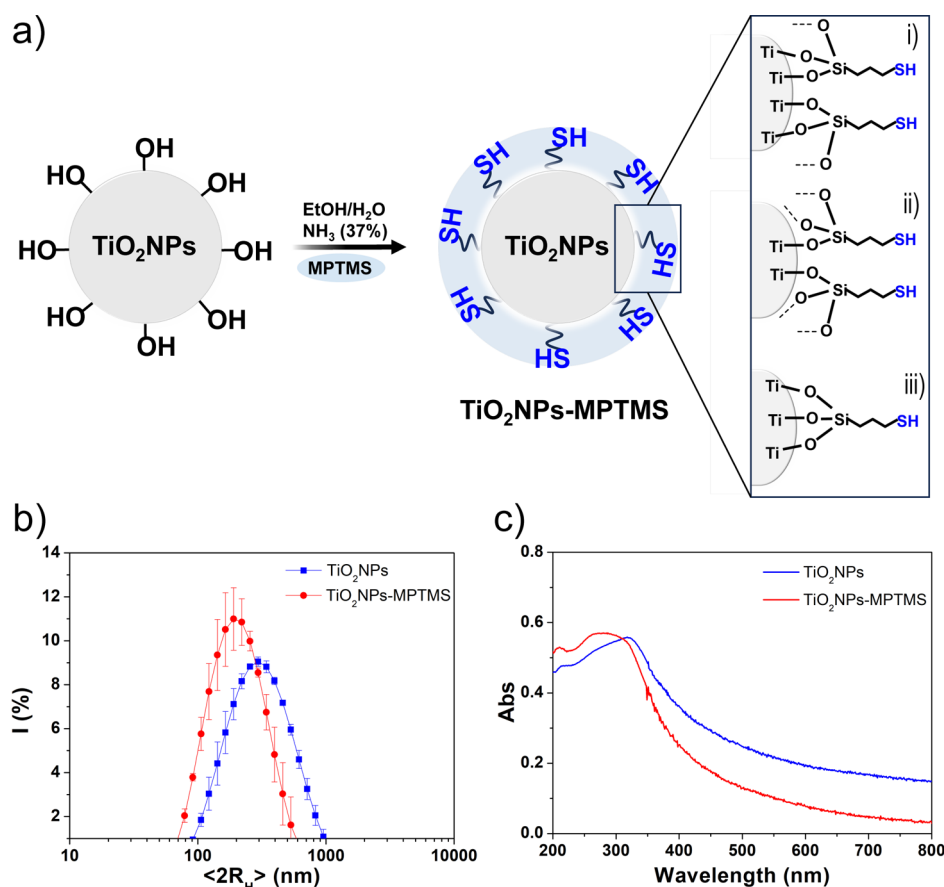 a)
HO
OH
OH
HO
OH
HO
OH
OH
TiO2NPs
EtOH/H2O
NH3 (37%)
MPTMS
SH
SH
SH
SH
SH
SH
SH
SH
TiO2NPs
TiO2NPs-MPTMS
i)
O
Ti
O
Si
SH
Ti
O
Ti
O
Si
SH
Ti
O
O
ii)
O
O
Si
SH
Ti
O
Ti
O
Si
SH
O
O
iii)
Ti
O
Ti
O
Si
SH
Ti
O
b)
14
12
10
8
6
4
2
I (%)
TiO2NPs
TiO2NPs-MPTMS
10
100
1000
10000
<2RH> (nm)
c)
0.8
0.6
0.4
0.2
0.0
Abs
TiO2NPs
TiO2NPs-MPTMS
200
300
400
500
600
700
800
Wavelength (nm)